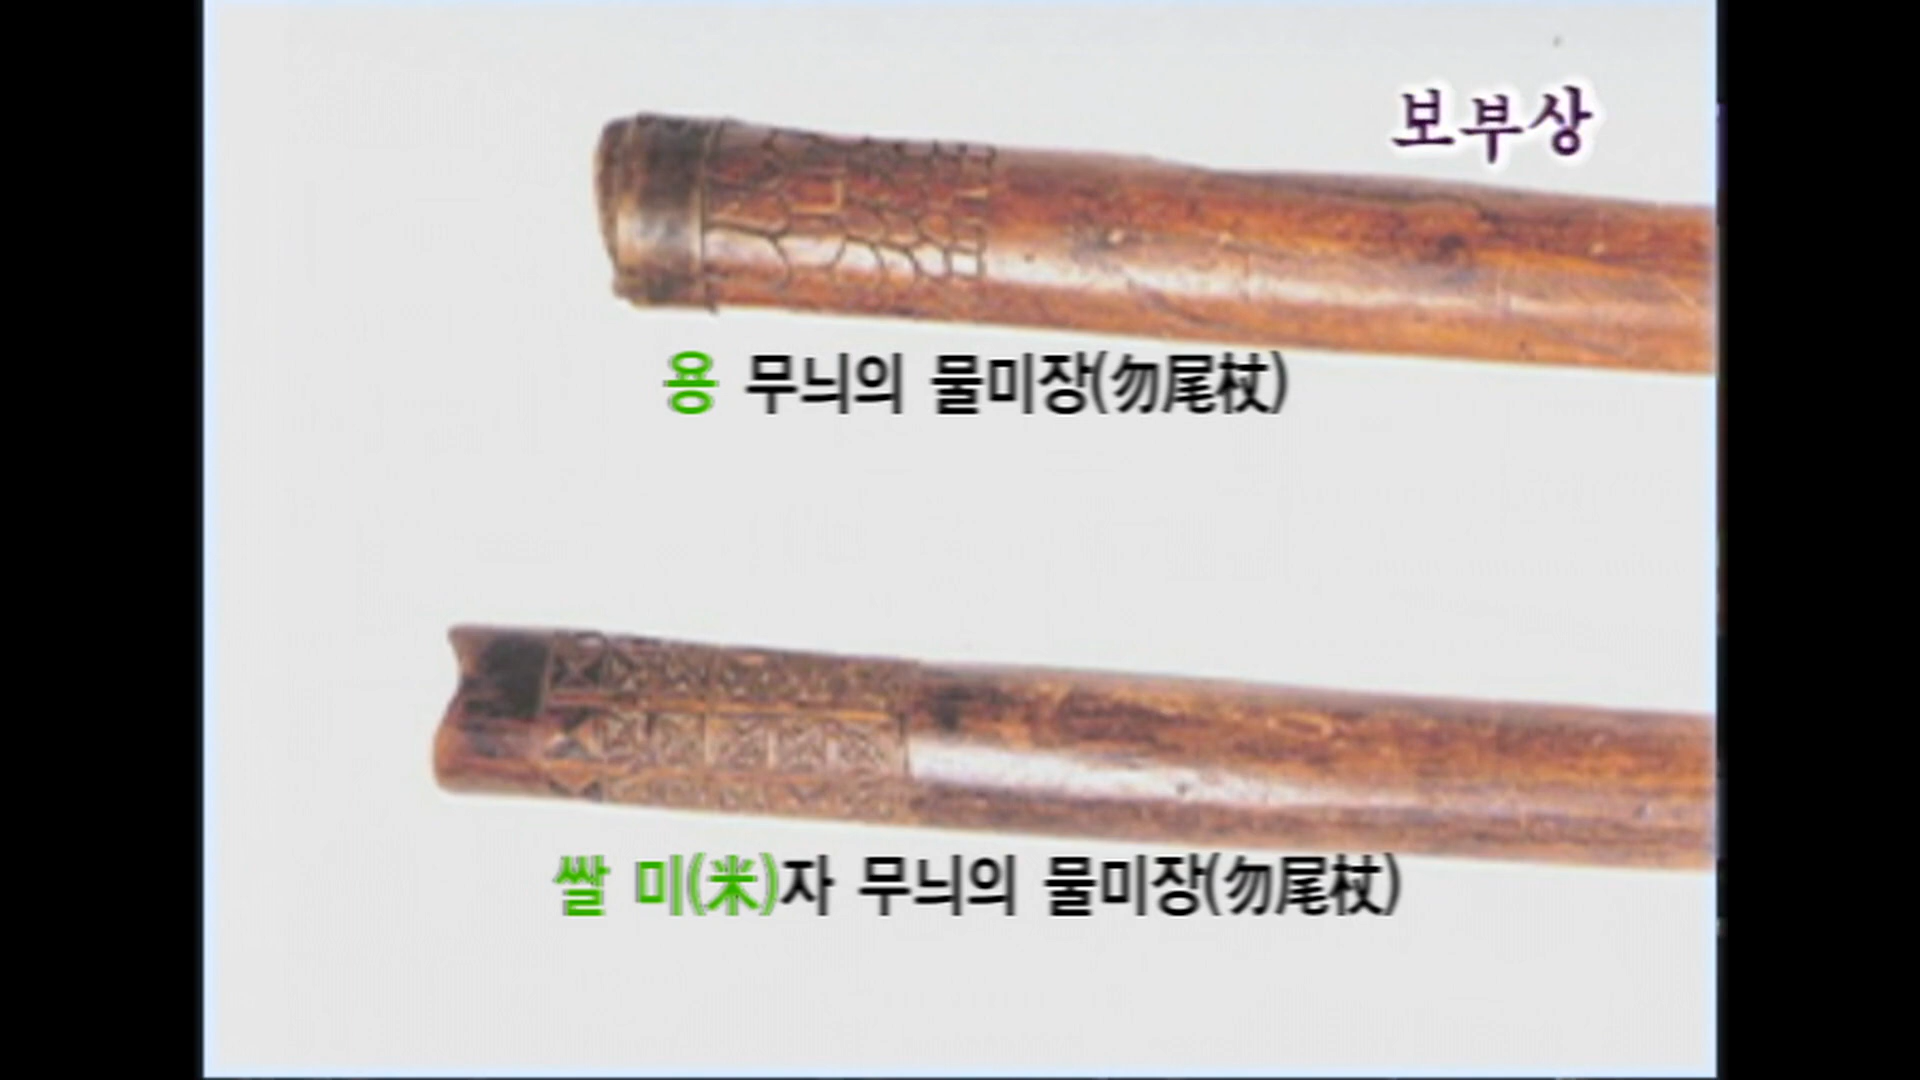 보부상
용 무늬의 물미장(勿尾杖)
쌀 미(米)자 무늬의 물미장(勿尾杖)